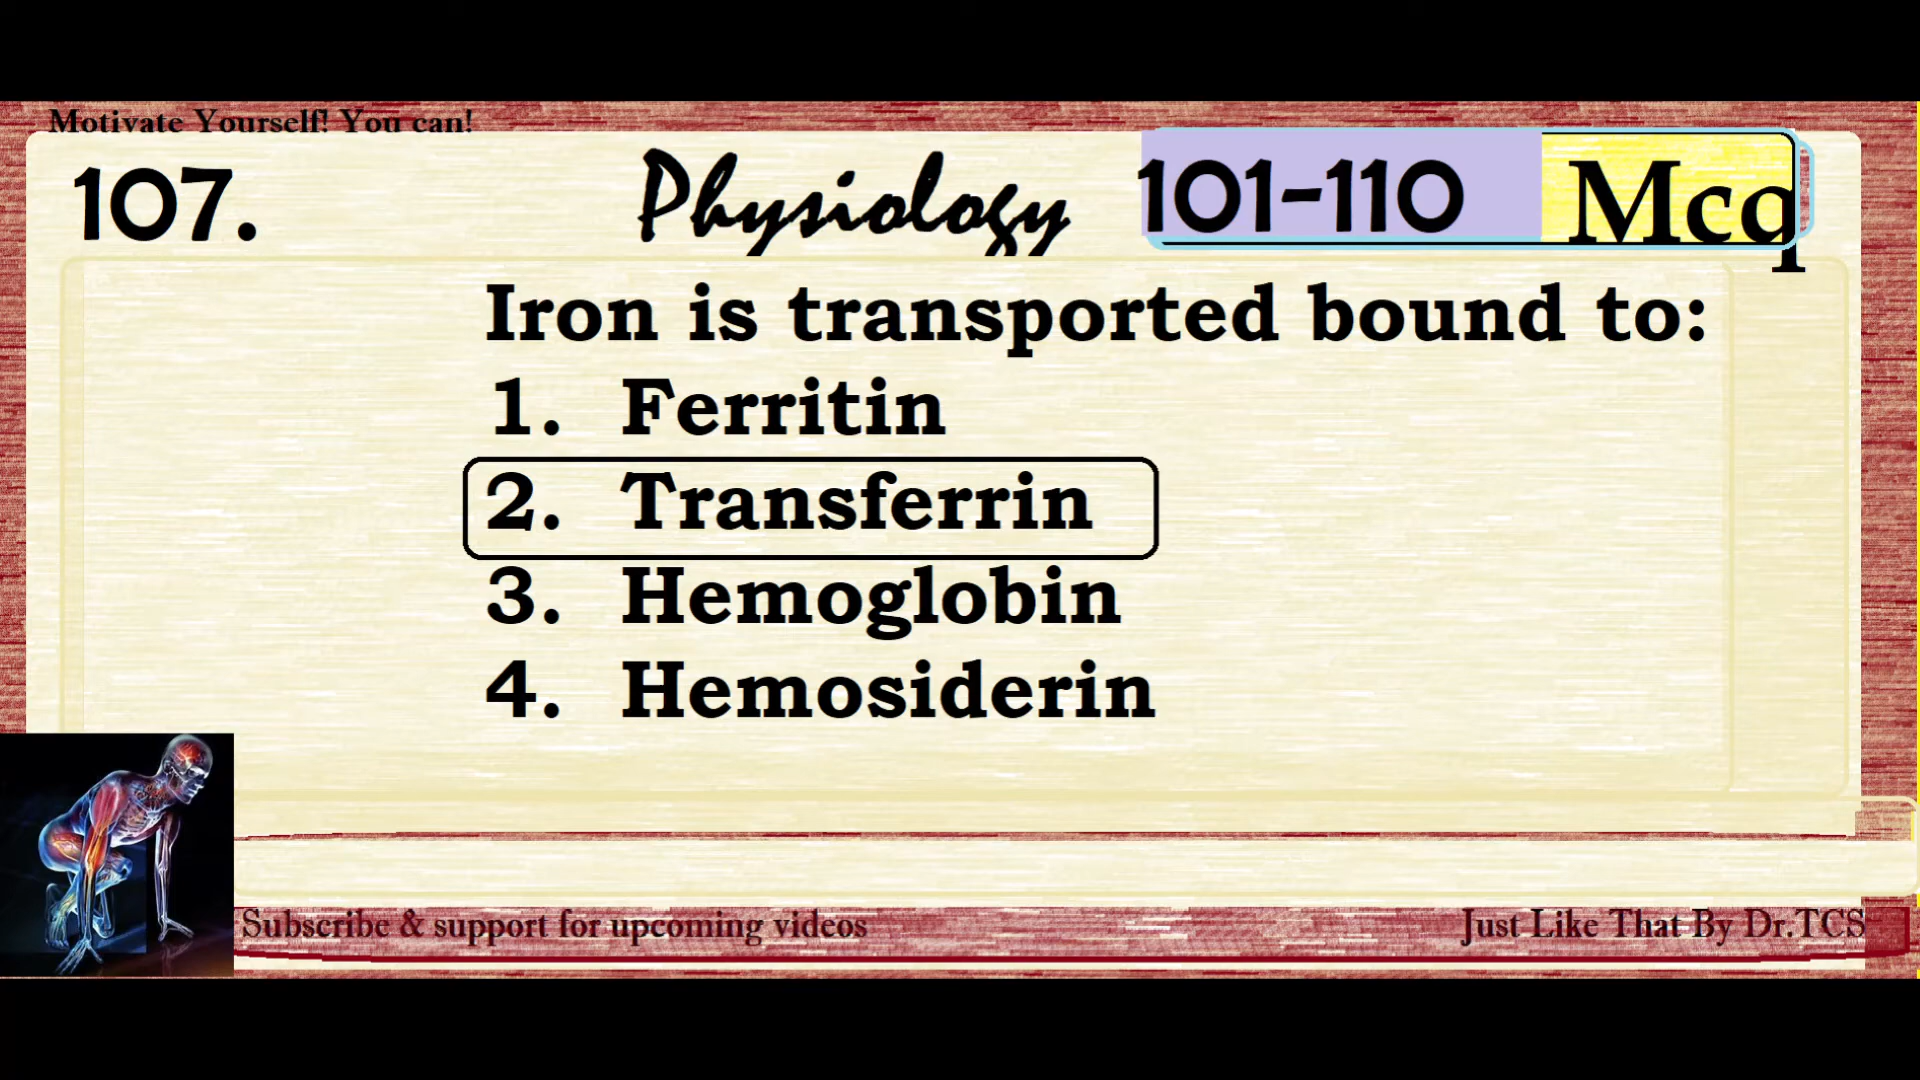 Motivate Yourself! You can!
107. Physiology 101-110 Mcq
Iron is transported bound to:
1. Ferritin
2. Transferrin
3. Hemoglobin
4. Hemosiderin
Subscribe & support for upcoming videos
Just Like That By Dr.TCS